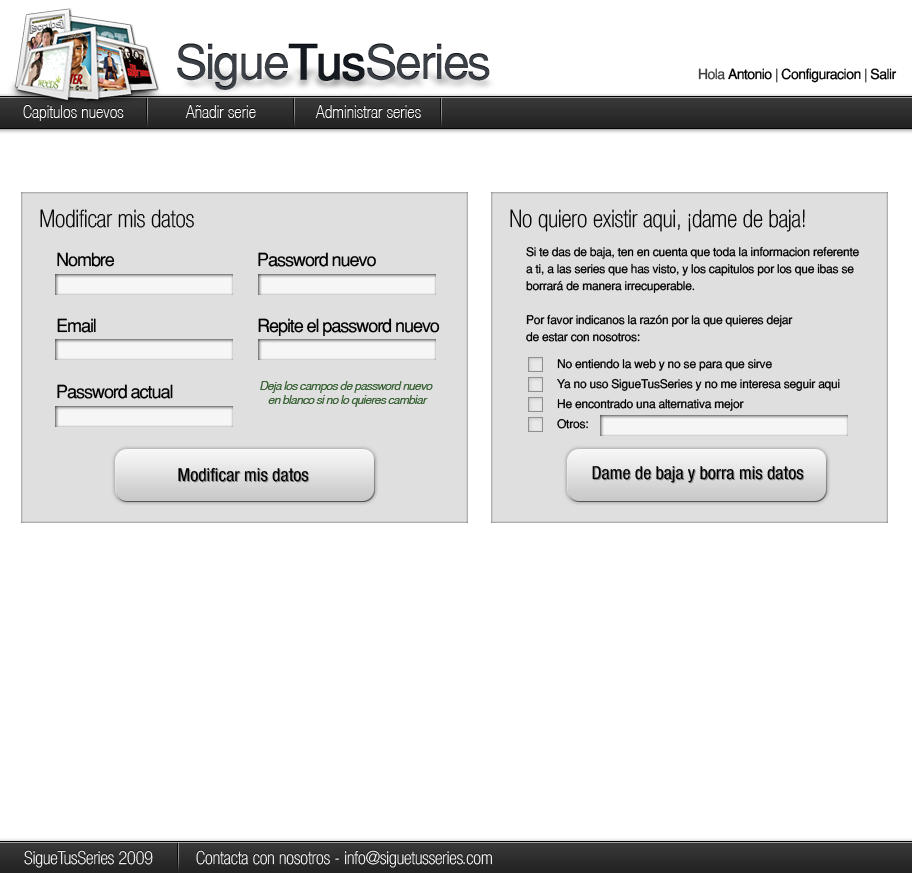 SigueTusSeries
Hola Antonio | Configuracion | Salir
Capitulos nuevos
Añadir serie
Administrar series
Modificar mis datos
Nombre
Password nuevo
Email
Repite el password nuevo
Password actual
Deja los campos de password nuevo
en blanco si no lo quieres cambiar
Modificar mis datos
No quiero existir aqui, ¡dame de baja!
Si te das de baja, ten en cuenta que toda la informacion referente
a ti, a las series que has visto, y los capitulos por los que ibas se
borrará de manera irrecuperable.
Por favor indicanos la razón por la que quieres dejar
de estar con nosotros:
No entiendo la web y no se para que sirve
Ya no uso SigueTusSeries y no me interesa seguir aqui
He encontrado una alternativa mejor
Otros:
Dame de baja y borra mis datos
SigueTusSeries 2009
Contacta con nosotros - info@siguetusseries.com